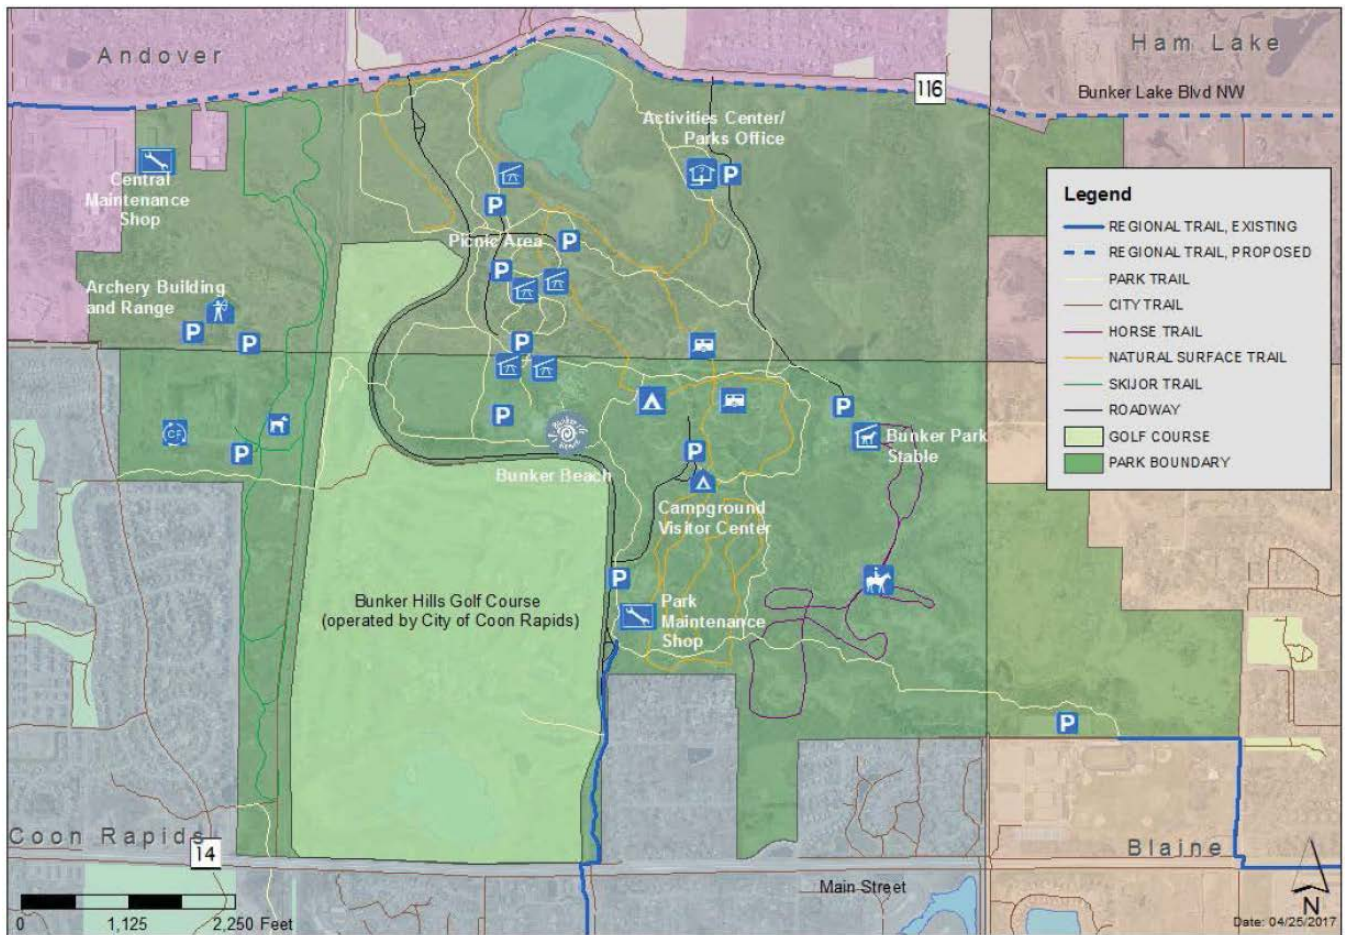 Andover
Ham Lake
116
Bunker Lake Blvd NW
Activities Center/
Parks Office
P
Central
Maintenance
Shop
P
Picnic Area
P
P
Archery Building
and Range
P
P
P
P
P
P
P
CF
Bunker Beach
Bunker Park
Stable
P
Campground
Visitor Center
P
Bunker Hills Golf Course
(operated by City of Coon Rapids)
Park
Maintenance
Shop
P
Legend
REGIONAL TRAIL, EXISTING
REGIONAL TRAIL, PROPOSED
PARK TRAIL
CITY TRAIL
HORSE TRAIL
NATURAL SURFACE TRAIL
SKIJOR TRAIL
ROADWAY
GOLF COURSE
PARK BOUNDARY
Coon Rapids
14
Blaine
Main Street
0 1,125 2,250 Feet
N
Date: 04/25/2017